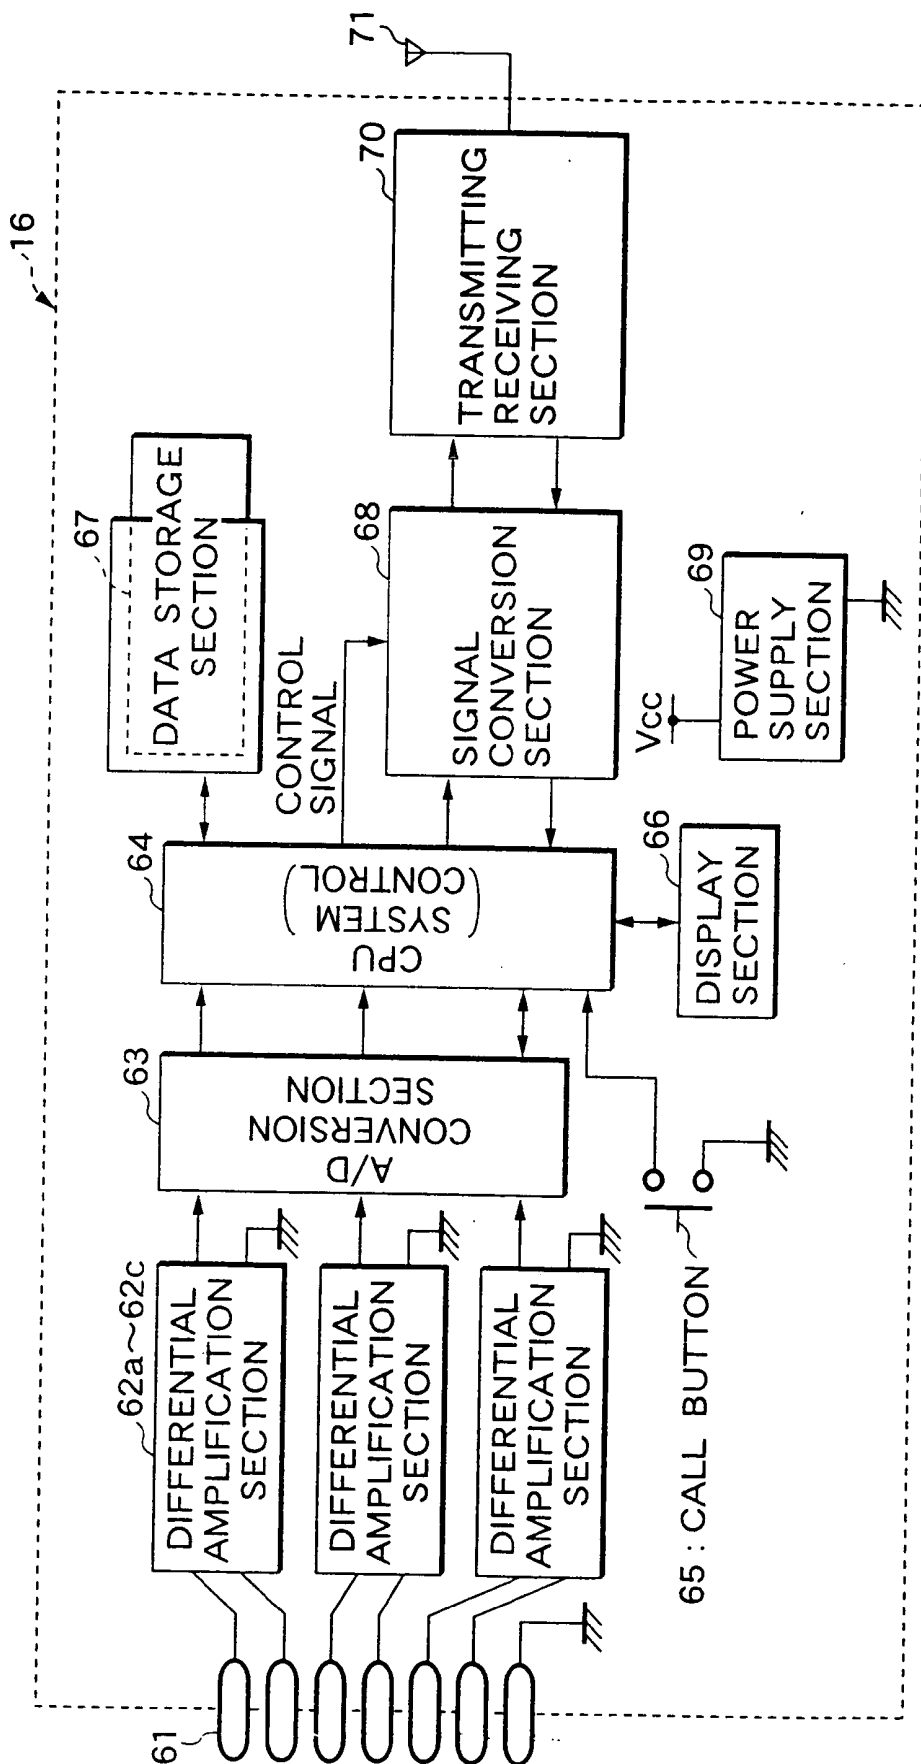 16
71
61
62a~62c
DIFFERENTIAL
AMPLIFICATION
SECTION
DIFFERENTIAL
AMPLIFICATION
SECTION
DIFFERENTIAL
AMPLIFICATION
SECTION
63
A/D
CONVERSION
SECTION
64
CPU
(SYSTEM
CONTROL)
65 : CALL BUTTON
66
DISPLAY
SECTION
67
DATA STORAGE
SECTION
CONTROL
SIGNAL
68
SIGNAL
CONVERSION
SECTION
Vcc
69
POWER
SUPPLY
SECTION
70
TRANSMITTING
RECEIVING
SECTION